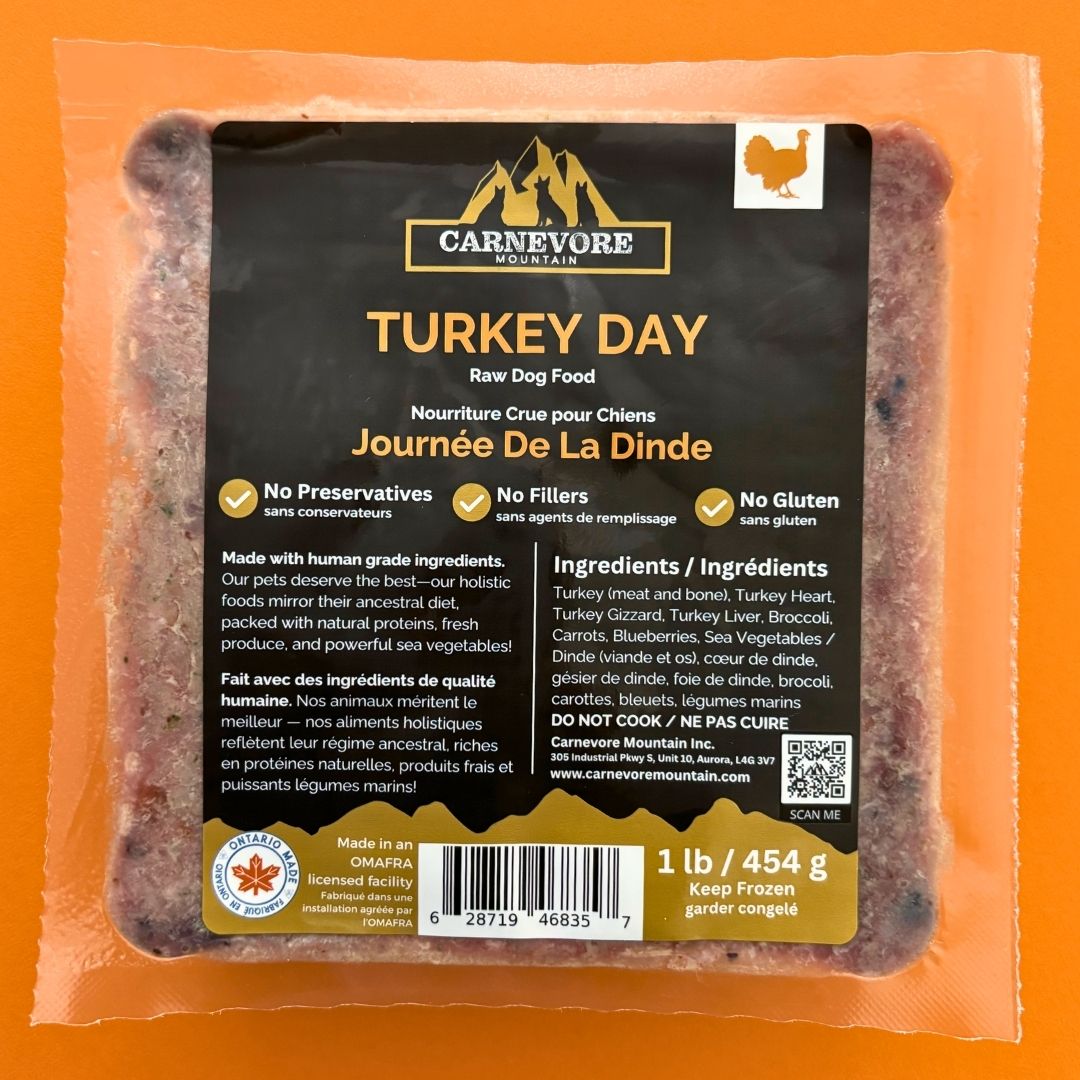 CARNEVORE
MOUNTAIN
TURKEY DAY
Raw Dog Food
Nourriture Crue pour Chiens
Journée De La Dinde
No Preservatives
sans conservateurs
No Fillers
sans agents de remplissage
No Gluten
sans gluten
Made with human grade ingredients.
Our pets deserve the best—our holistic
foods mirror their ancestral diet,
packed with natural proteins, fresh
produce, and powerful sea vegetables!
Fait avec des ingrédients de qualité
humaine. Nos animaux méritent le
meilleur — nos aliments holistiques
reflètent leur régime ancestral, riches
en protéines naturelles, produits frais et
puissants légumes marins!
Ingredients / Ingrédients
Turkey (meat and bone), Turkey Heart,
Turkey Gizzard, Turkey Liver, Broccoli,
Carrots, Blueberries, Sea Vegetables /
Dinde (viande et os), cœur de dinde,
gésier de dinde, foie de dinde, brocoli,
carottes, bleuets, légumes marins
DO NOT COOK / NE PAS CUIRE
Carnevore Mountain Inc.
305 Industrial Pkwy S, Unit 10, Aurora, L4G 3V7
www.carnevoremountain.com
SCAN ME
ONTARIO MADE
FABRIQUÉ EN ONTARIO
Made in an
OMAFRA
licensed facility
Fabriqué dans une
installation agréée par
l'OMAFRA
6 28719 46835 7
1 lb / 454 g
Keep Frozen
garder congelé